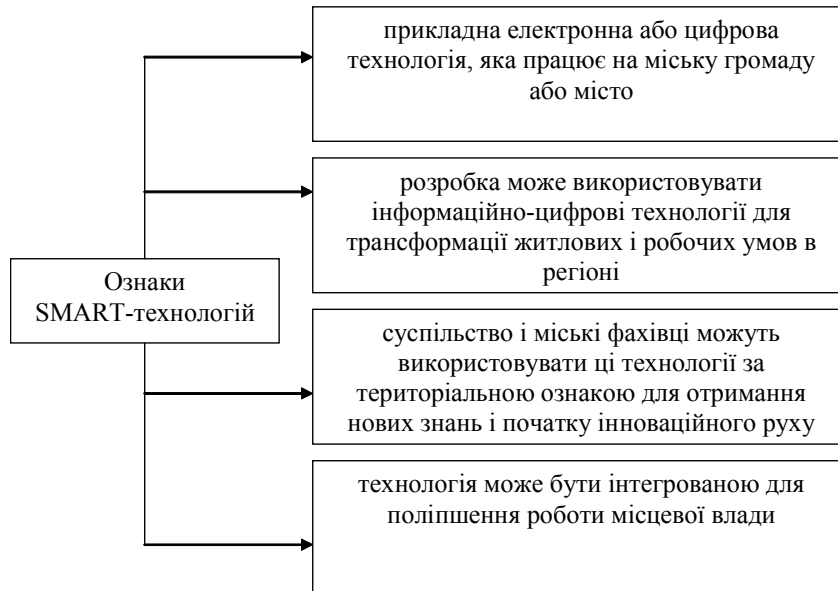 прикладна електронна або цифрова
технологія, яка працює на міську громаду
або місто
розробка може використовувати
інформаційно-цифрові технології для
трансформації житлових і робочих умов в
регіоні
Ознаки
SMART-технологій
суспільство і міські фахівці можуть
використовувати ці технології за
територіальною ознакою для отримання
нових знань і початку інноваційного руху
технологія може бути інтегрованою для
поліпшення роботи місцевої влади